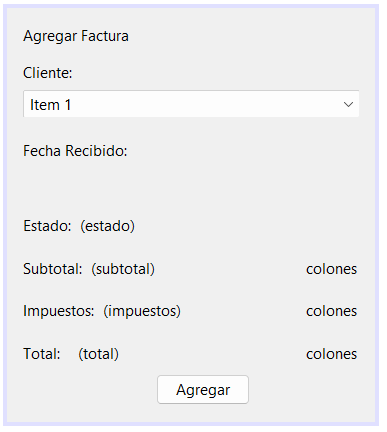 Agregar Factura
Cliente:
Item 1
Fecha Recibido:
Estado: (estado)
Subtotal: (subtotal) colones
Impuestos: (impuestos) colones
Total: (total) colones
Agregar